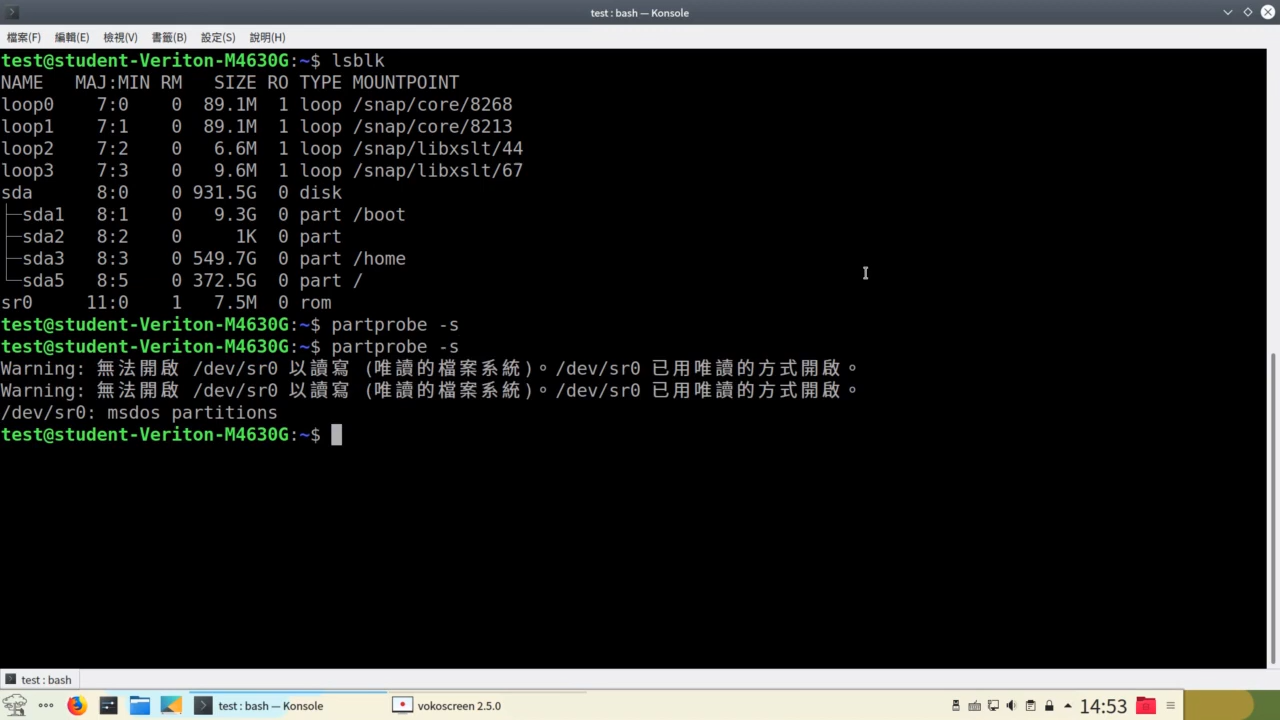 test : bash — Konsole
檔案(F) 編輯(E) 檢視(V) 書籤(B) 設定(S) 說明(H)
test@student-Veriton-M4630G:~$ lsblk
NAME   MAJ:MIN RM   SIZE RO TYPE MOUNTPOINT
loop0    7:0    0  89.1M  1 loop /snap/core/8268
loop1    7:1    0  89.1M  1 loop /snap/core/8213
loop2    7:2    0   6.6M  1 loop /snap/libxslt/44
loop3    7:3    0   9.6M  1 loop /snap/libxslt/67
sda      8:0    0 931.5G  0 disk
├─sda1   8:1    0   9.3G  0 part /boot
├─sda2   8:2    0     1K  0 part
├─sda3   8:3    0 549.7G  0 part /home
└─sda5   8:5    0 372.5G  0 part /
sr0     11:0    1   7.5M  0 rom
test@student-Veriton-M4630G:~$ partprobe -s
test@student-Veriton-M4630G:~$ partprobe -s
Warning: 無法開啟 /dev/sr0 以讀寫 (唯讀的檔案系統)。/dev/sr0 已用唯讀的方式開啟。
Warning: 無法開啟 /dev/sr0 以讀寫 (唯讀的檔案系統)。/dev/sr0 已用唯讀的方式開啟。
/dev/sr0: msdos partitions
test@student-Veriton-M4630G:~$
test : bash
test : bash — Konsole vokoscreen 2.5.0 14:53